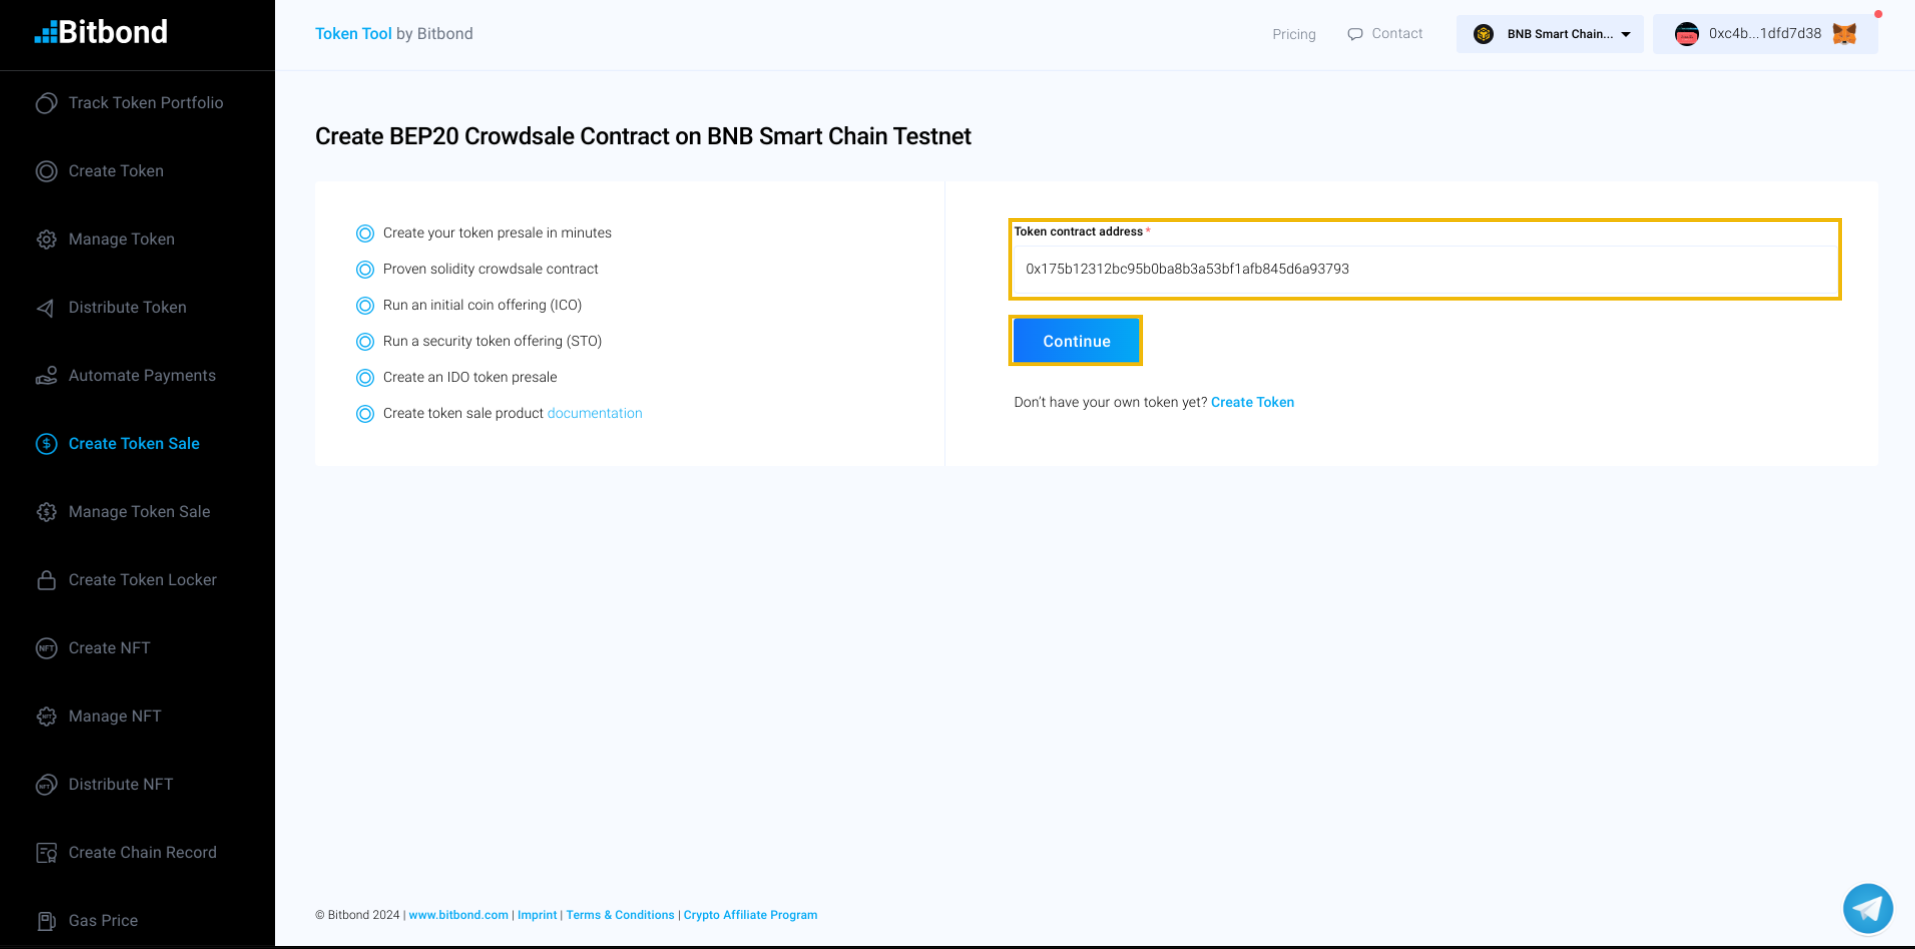 Bitbond
Token Tool by Bitbond
Pricing
Contact
BNB Smart Chain...
0xc4b...1dfd7d38
Track Token Portfolio
Create Token
Manage Token
Distribute Token
Automate Payments
Create Token Sale
Manage Token Sale
Create Token Locker
Create NFT
Manage NFT
Distribute NFT
Create Chain Record
Gas Price
Create BEP20 Crowdsale Contract on BNB Smart Chain Testnet
Create your token presale in minutes
Proven solidity crowdsale contract
Run an initial coin offering (ICO)
Run a security token offering (STO)
Create an IDO token presale
Create token sale product documentation
Token contract address *
0x175b12312bc95b0ba8b3a53bf1afb845d6a93793
Continue
Don't have your own token yet? Create Token
© Bitbond 2024 | www.bitbond.com | Imprint | Terms & Conditions | Crypto Affiliate Program